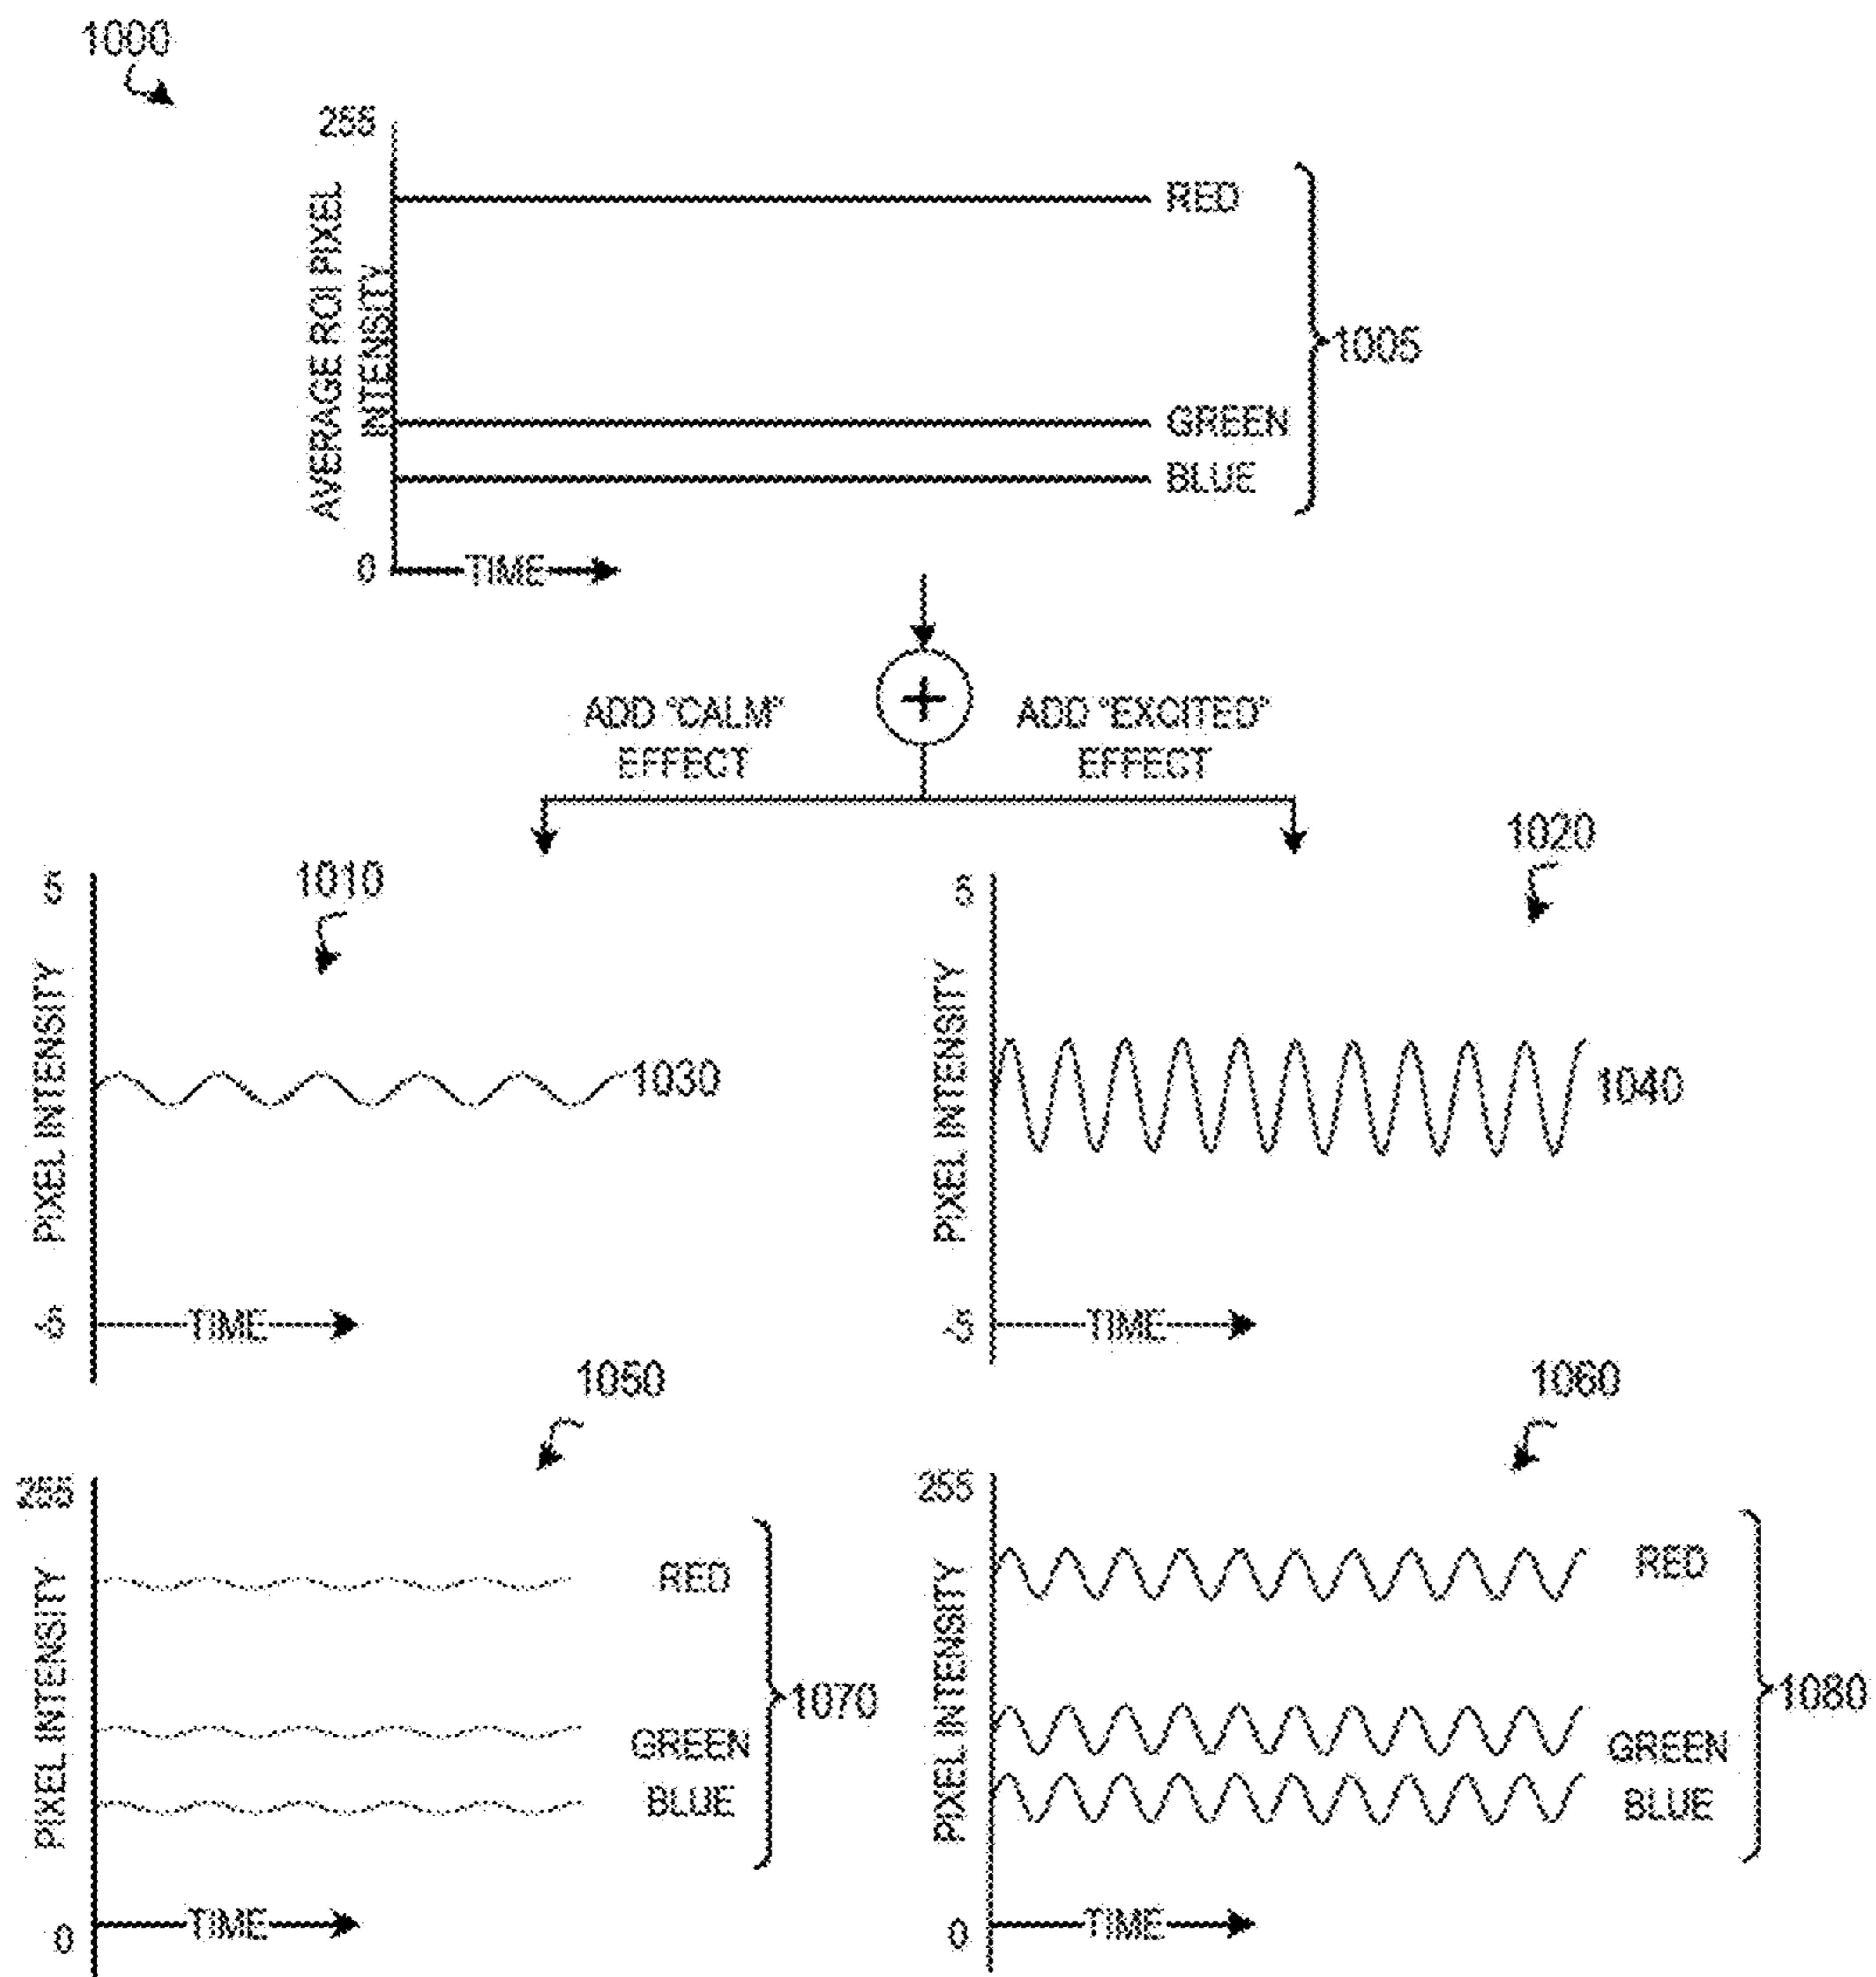 1000
255
AVERAGE ROI PIXEL
INTENSITY
RED
GREEN
BLUE
1005
0
TIME
+
ADD "CALM"
EFFECT
ADD "EXCITED"
EFFECT
5
1010
PIXEL INTENSITY
1030
-5
TIME
5
1020
PIXEL INTENSITY
1040
-5
TIME
1050
255
PIXEL INTENSITY
RED
GREEN
BLUE
1070
0
TIME
1060
255
PIXEL INTENSITY
RED
GREEN
BLUE
1080
0
TIME